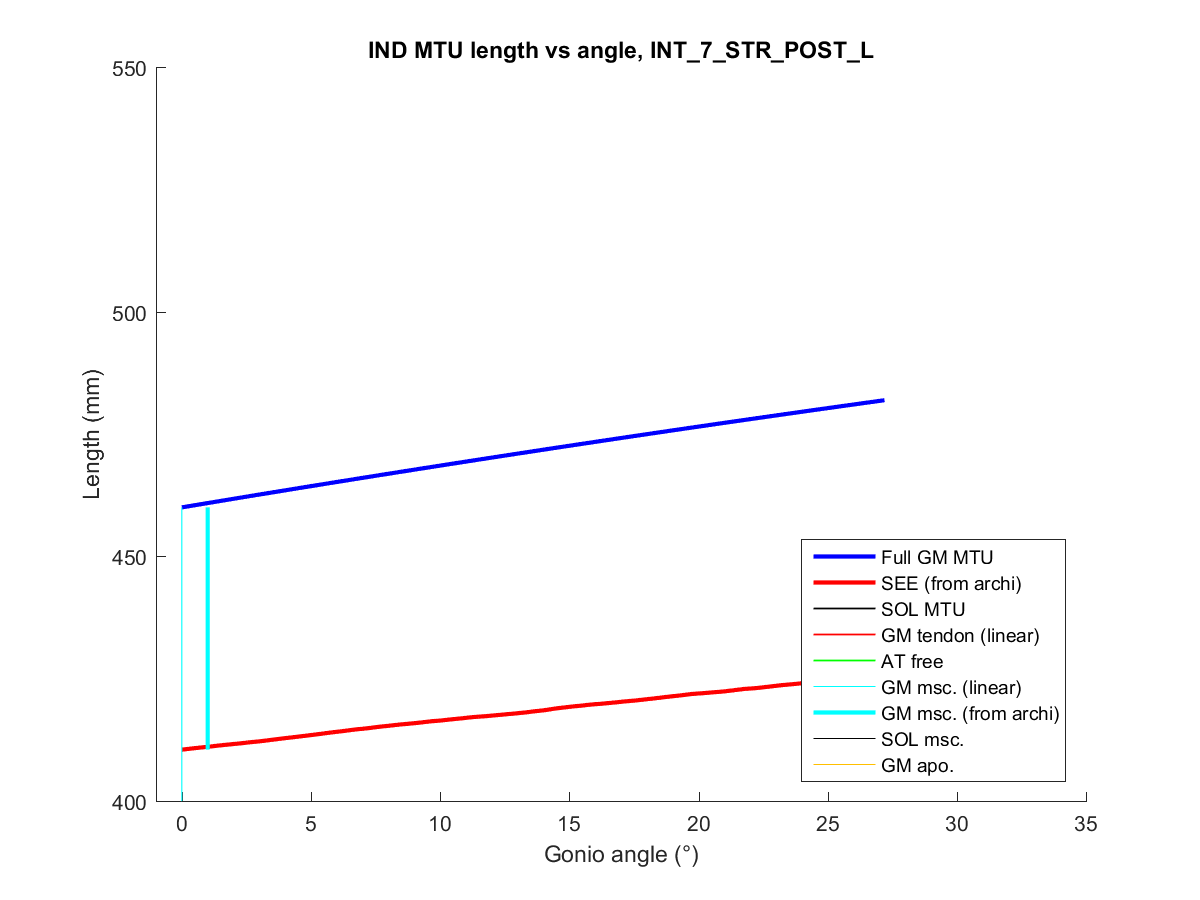 IND MTU length vs angle, INT_7_STR_POST_L
550
500
450
400
Length (mm)
Full GM MTU
SEE (from archi)
SOL MTU
GM tendon (linear)
AT free
GM msc. (linear)
GM msc. (from archi)
SOL msc.
GM apo.
0 5 10 15 20 25 30 35
Gonio angle (°)